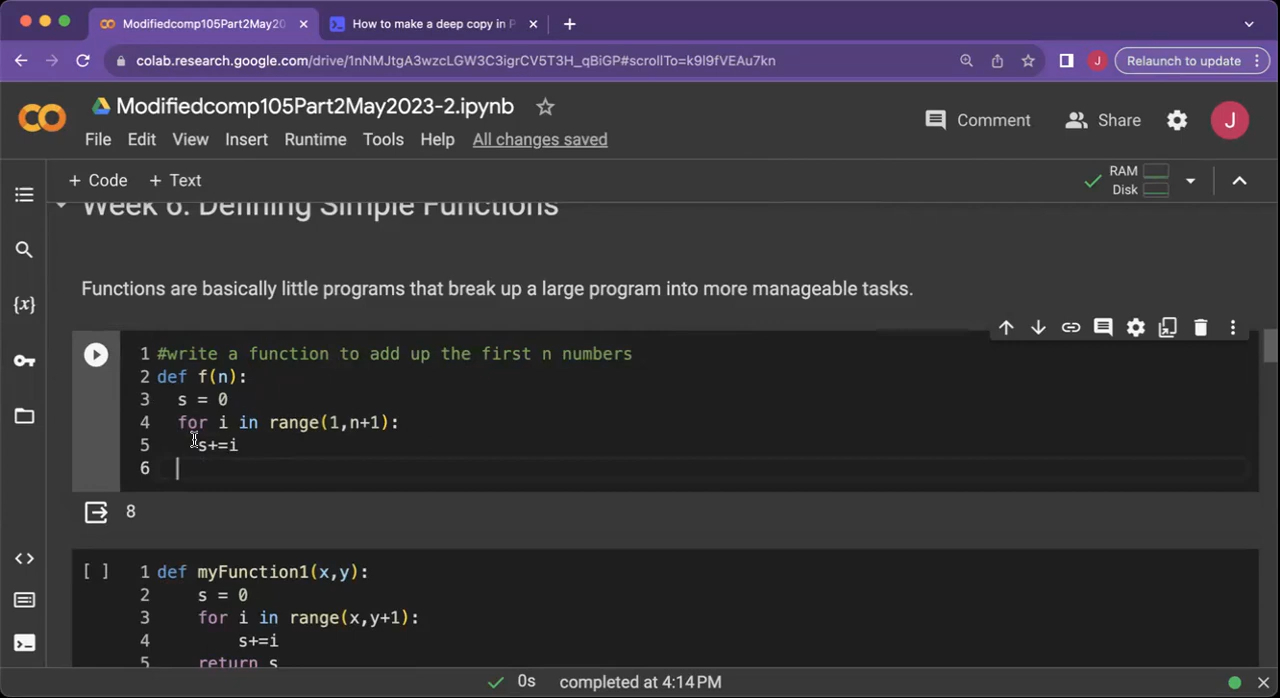 Modifiedcomp105Part2May20
How to make a deep copy in P
colab.research.google.com/drive/1nNMJtgA3wzcLGW3C3igrCV5T3H_qBiGP#scrollTo=k9l9fVEAu7kn
J
Relaunch to update
Modifiedcomp105Part2May2023-2.ipynb
Comment
Share
J
File Edit View Insert Runtime Tools Help All changes saved
+ Code + Text
RAM
Disk
Week 6: Defining Simple Functions
Functions are basically little programs that break up a large program into more manageable tasks.
1 #write a function to add up the first n numbers
2 def f(n):
3 s = 0
4 for i in range(1,n+1):
5 s+=i
6
8
[ ] 1 def myFunction1(x,y):
2 s = 0
3 for i in range(x,y+1):
4 s+=i
5 return s
0s completed at 4:14 PM